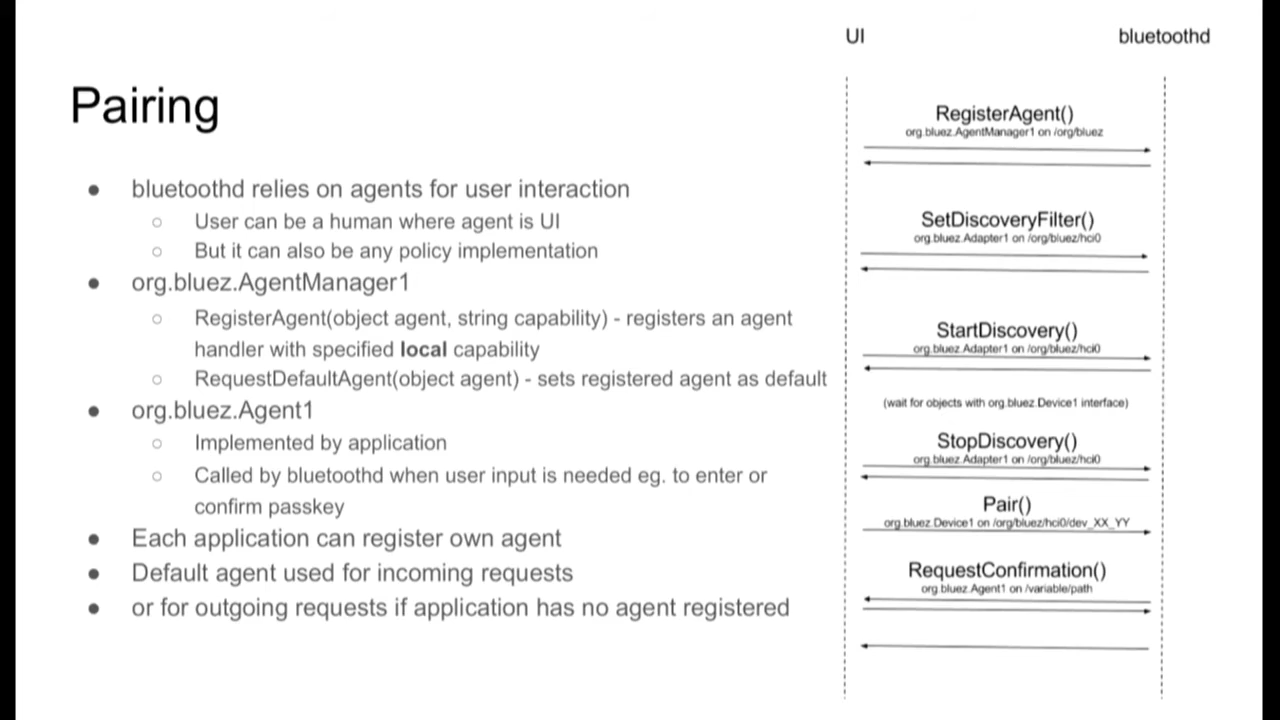 Pairing
● bluetoothd relies on agents for user interaction
○ User can be a human where agent is UI
○ But it can also be any policy implementation
● org.bluez.AgentManager1
○ RegisterAgent(object agent, string capability) - registers an agent
handler with specified local capability
○ RequestDefaultAgent(object agent) - sets registered agent as default
● org.bluez.Agent1
○ Implemented by application
○ Called by bluetoothd when user input is needed eg. to enter or
confirm passkey
● Each application can register own agent
● Default agent used for incoming requests
● or for outgoing requests if application has no agent registered
UI bluetoothd
RegisterAgent()
org.bluez.AgentManager1 on /org/bluez
SetDiscoveryFilter()
org.bluez.Adapter1 on /org/bluez/hci0
StartDiscovery()
org.bluez.Adapter1 on /org/bluez/hci0
(wait for objects with org.bluez.Device1 interface)
StopDiscovery()
org.bluez.Adapter1 on /org/bluez/hci0
Pair()
org.bluez.Device1 on /org/bluez/hci0/dev_XX_YY
RequestConfirmation()
org.bluez.Agent1 on /variable/path